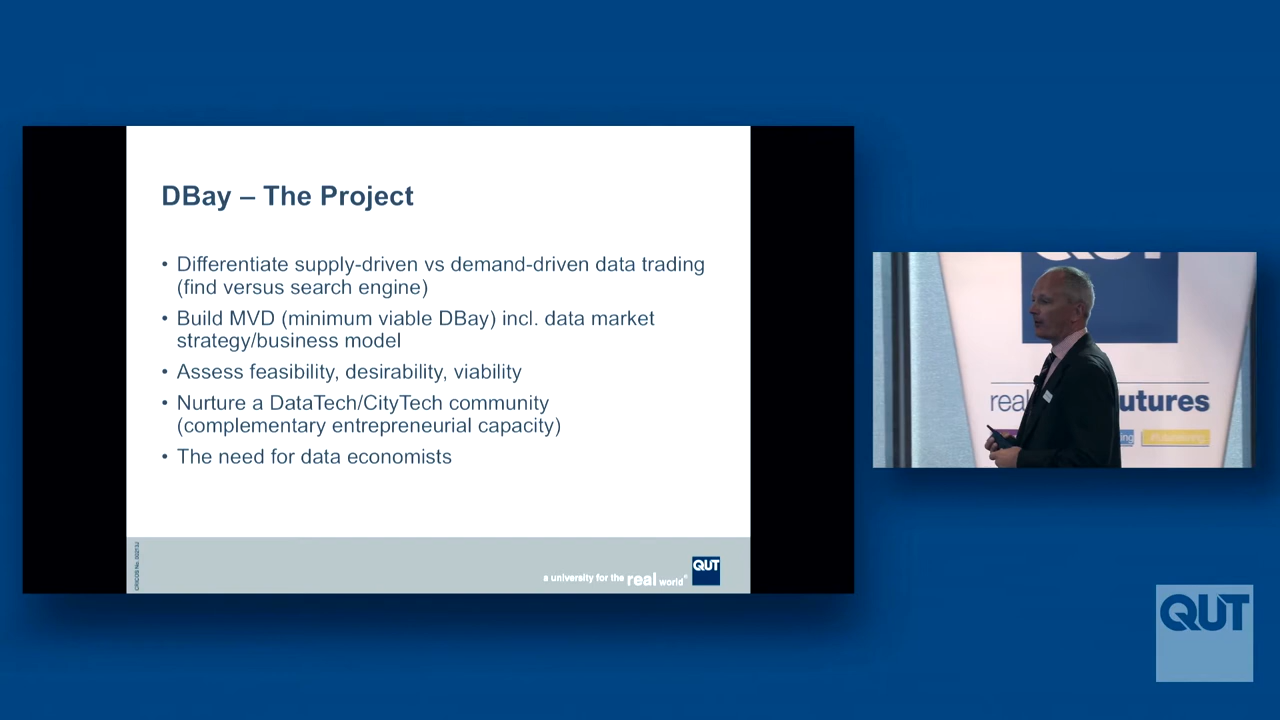 DBay – The Project
• Differentiate supply-driven vs demand-driven data trading
(find versus search engine)
• Build MVD (minimum viable DBay) incl. data market
strategy/business model
• Assess feasibility, desirability, viability
• Nurture a DataTech/CityTech community
(complementary entrepreneurial capacity)
• The need for data economists
a university for the real world®
QUT
QUT
real
utures
QUT